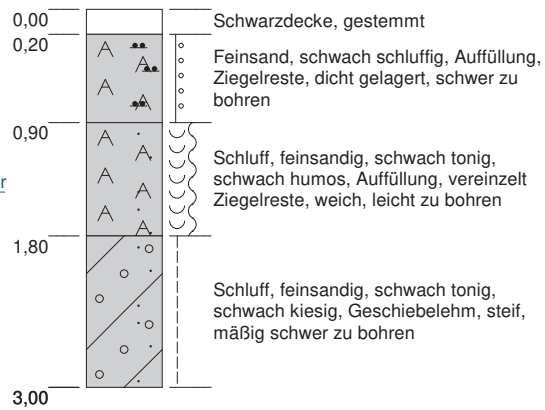 0,00
Schwarzdecke, gestemmt
0,20
Feinsand, schwach schluffig, Auffüllung,
Ziegelreste, dicht gelagert, schwer zu
bohren
0,90
Schluff, feinsandig, schwach tonig,
schwach humos, Auffüllung, vereinzelt
Ziegelreste, weich, leicht zu bohren
r
1,80
Schluff, feinsandig, schwach tonig,
schwach kiesig, Geschiebelehm, steif,
mäßig schwer zu bohren
3,00